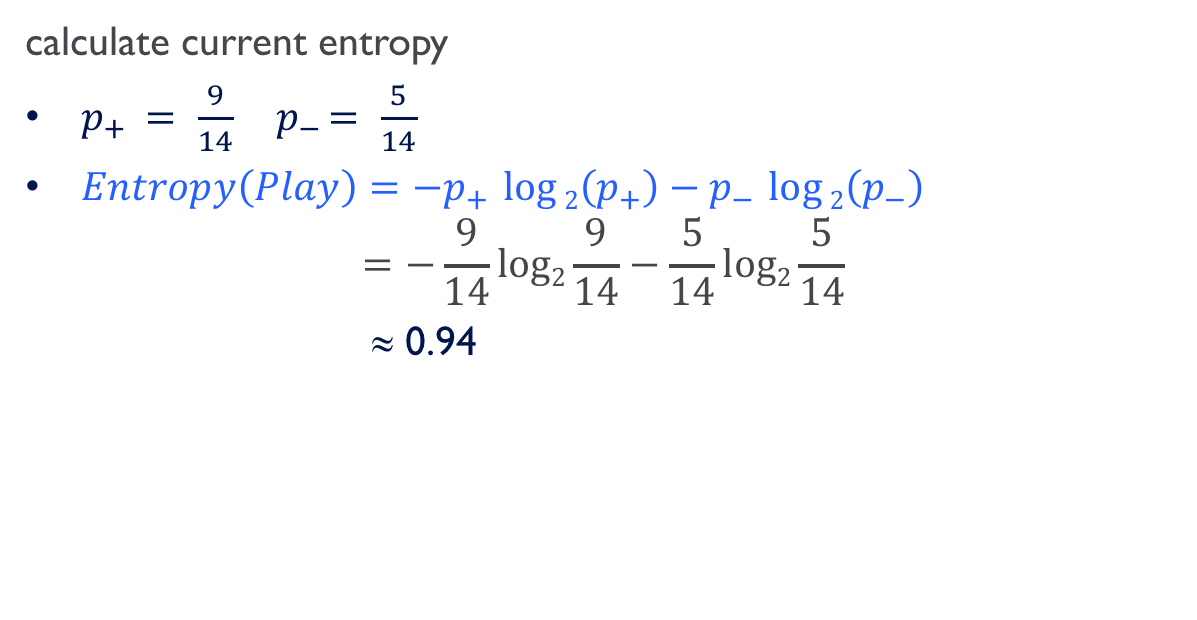 calculate current entropy
• p₊ = 9/14 p₋ = 5/14
• Entropy(Play) = −p₊ log₂(p₊) − p₋ log₂(p₋)
= − 9/14 log₂ 9/14 − 5/14 log₂ 5/14
≈ 0.94